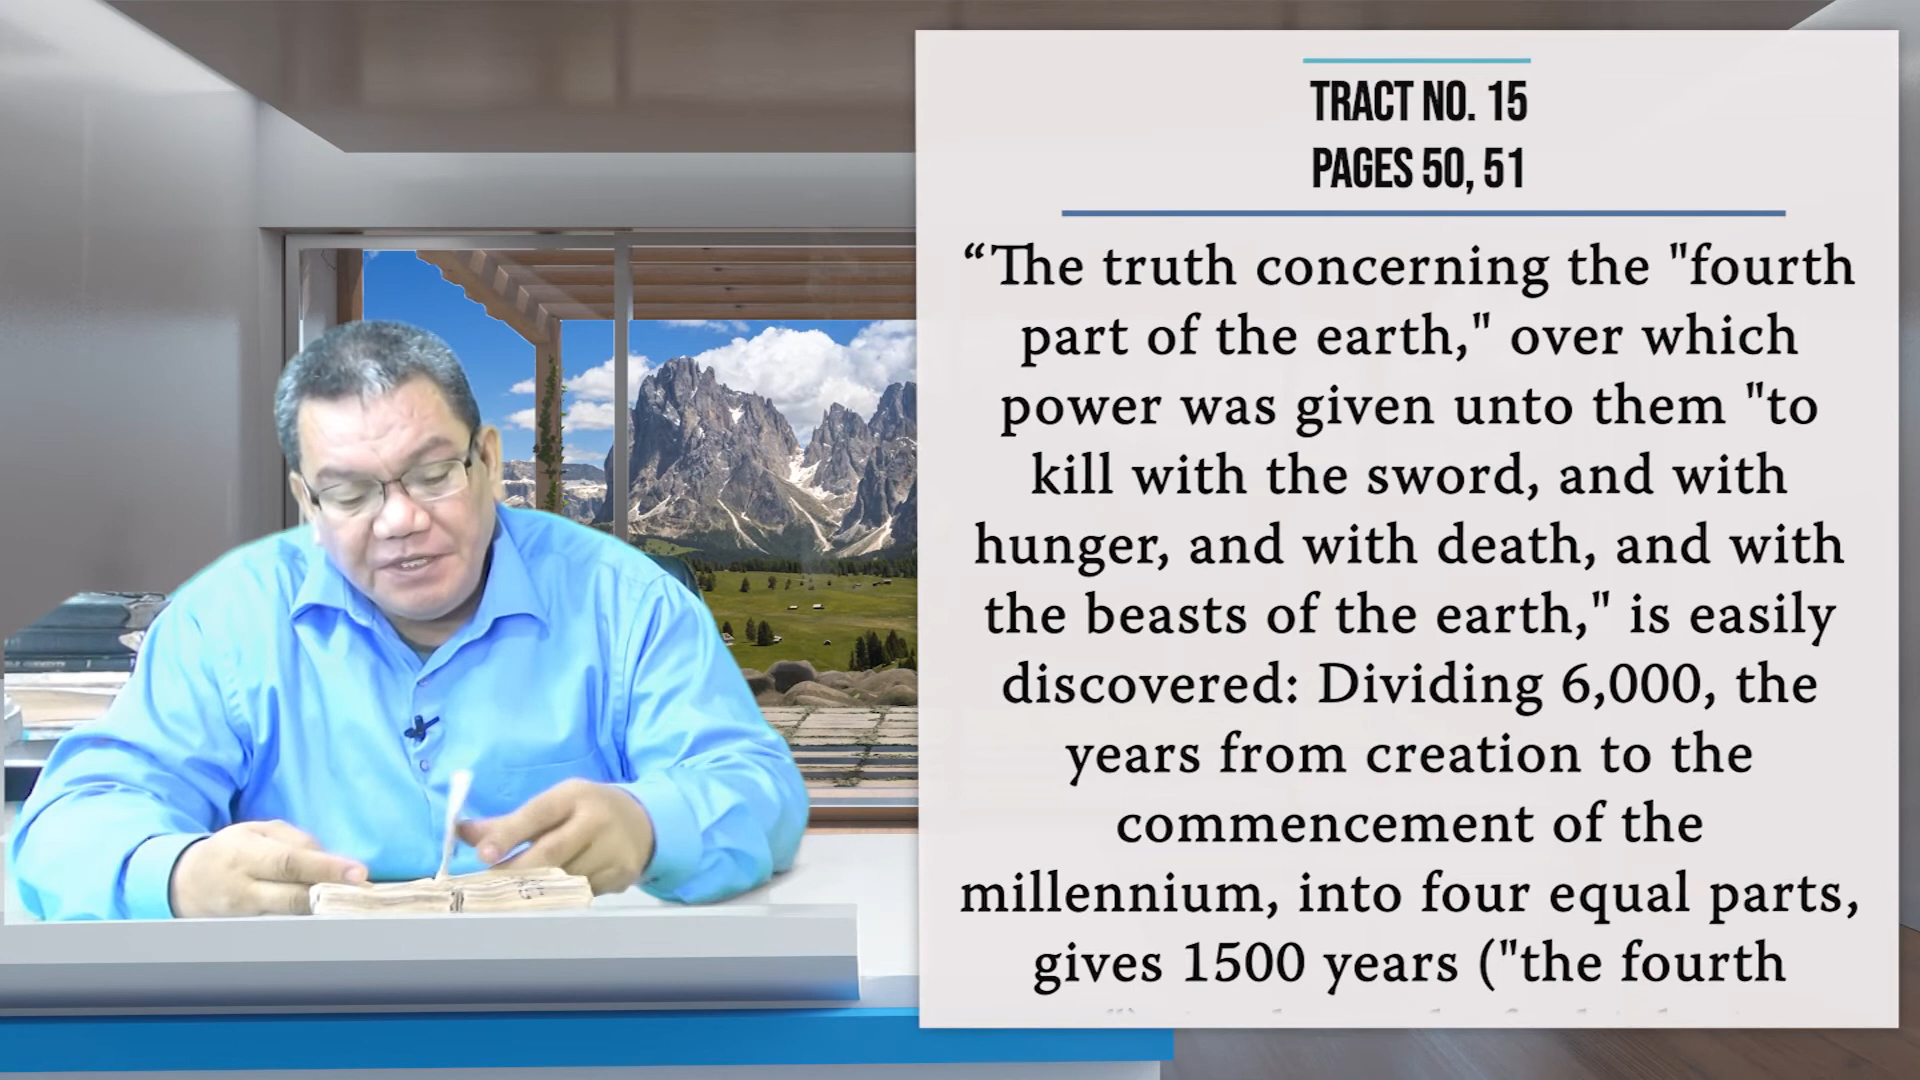 TRACT NO. 15
PAGES 50, 51
“The truth concerning the "fourth
part of the earth," over which
power was given unto them "to
kill with the sword, and with
hunger, and with death, and with
the beasts of the earth," is easily
discovered: Dividing 6,000, the
years from creation to the
commencement of the
millennium, into four equal parts,
gives 1500 years ("the fourth